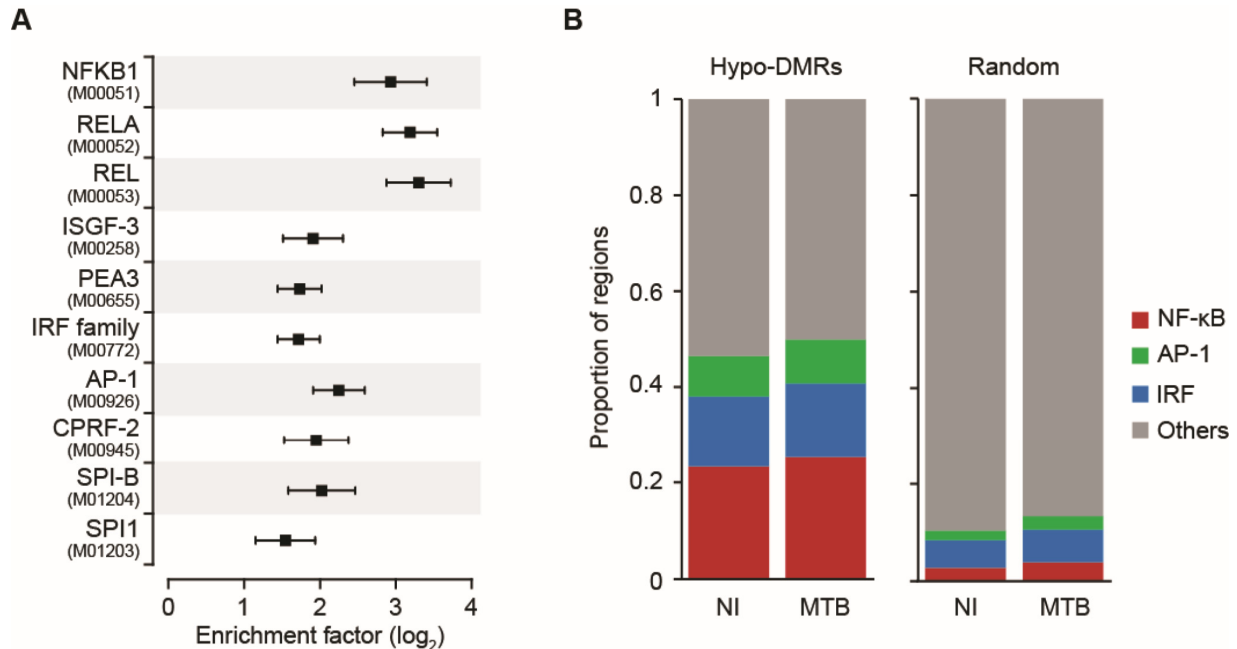 A
NFKB1
(M00051)
RELA
(M00052)
REL
(M00053)
ISGF-3
(M00258)
PEA3
(M00655)
IRF family
(M00772)
AP-1
(M00926)
CPRF-2
(M00945)
SPI-B
(M01204)
SPI1
(M01203)
0 1 2 3 4
Enrichment factor (log2)
B
Hypo-DMRs Random
Proportion of regions
1
0.8
0.6
0.4
0.2
0
NI MTB NI MTB
NF-κB
AP-1
IRF
Others